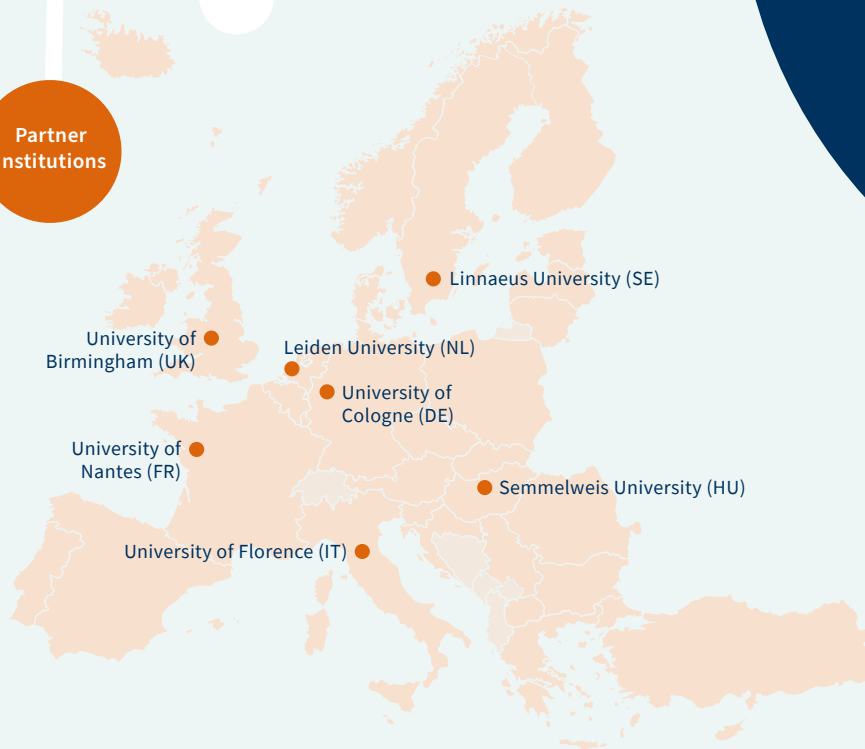 Partner
nstitutions
Linnaeus University (SE)
University of
Birmingham (UK)
Leiden University (NL)
University of
Cologne (DE)
University of
Nantes (FR)
Semmelweis University (HU)
University of Florence (IT)